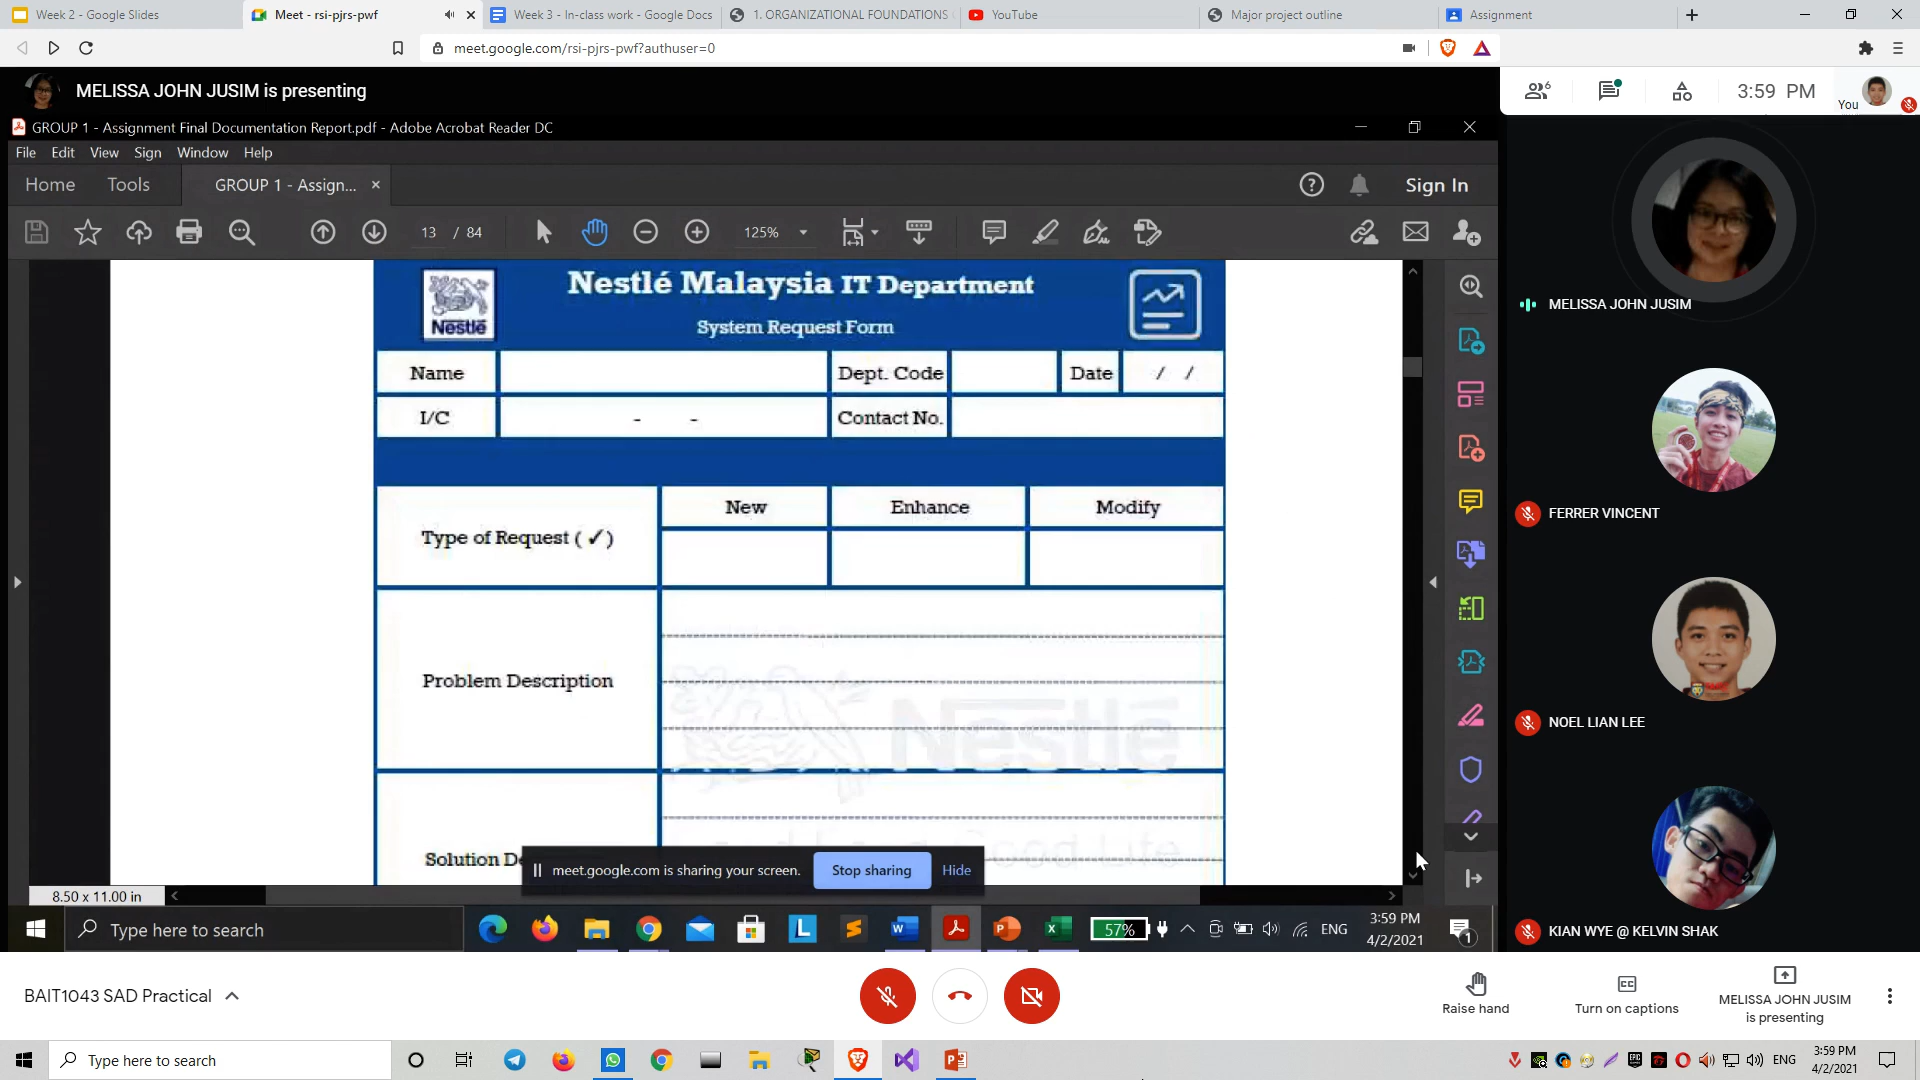 Week 2 - Google Slides
Meet - rsi-pjrs-pwf
Week 3 - In-class work - Google Docs
1. ORGANIZATIONAL FOUNDATIONS
YouTube
Major project outline
Assignment
meet.google.com/rsi-pjrs-pwf?authuser=0
MELISSA JOHN JUSIM is presenting
6
3:59 PM
You
GROUP 1 - Assignment Final Documentation Report.pdf - Adobe Acrobat Reader DC
File Edit View Sign Window Help
Home Tools GROUP 1 - Assign... Sign In
13 / 84 125%
Nestlé
Nestlé Malaysia IT Department
System Request Form
Name Dept. Code Date / /
I/C - - Contact No.
Type of Request ( ✓ ) New Enhance Modify
Problem Description
Nestlé
Solution De
Good Life
meet.google.com is sharing your screen. Stop sharing Hide
8.50 x 11.00 in
Type here to search
57%
ENG
3:59 PM
4/2/2021
1
MELISSA JOHN JUSIM
FERRER VINCENT
NOEL LIAN LEE
KIAN WYE @ KELVIN SHAK
BAIT1043 SAD Practical
Raise hand
Turn on captions
MELISSA JOHN JUSIM
is presenting
Type here to search
ENG
3:59 PM
4/2/2021